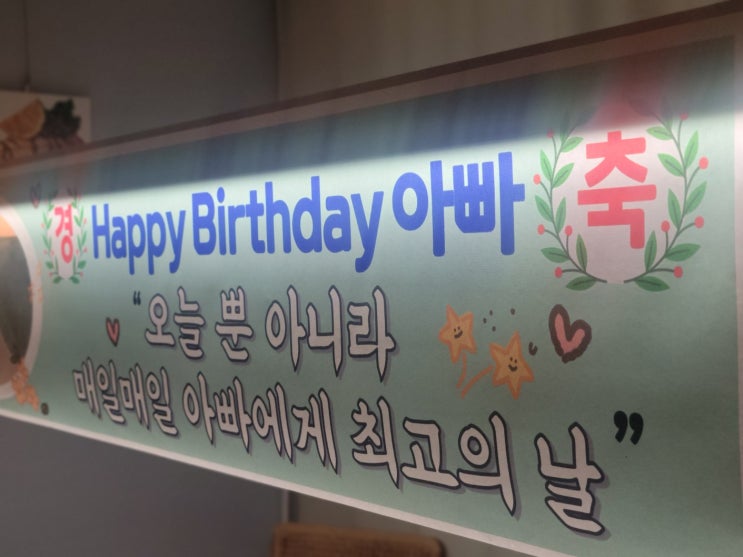 경 Happy Birthday 아빠 축
“오늘 뿐 아니라
매일매일 아빠에게 최고의 날”